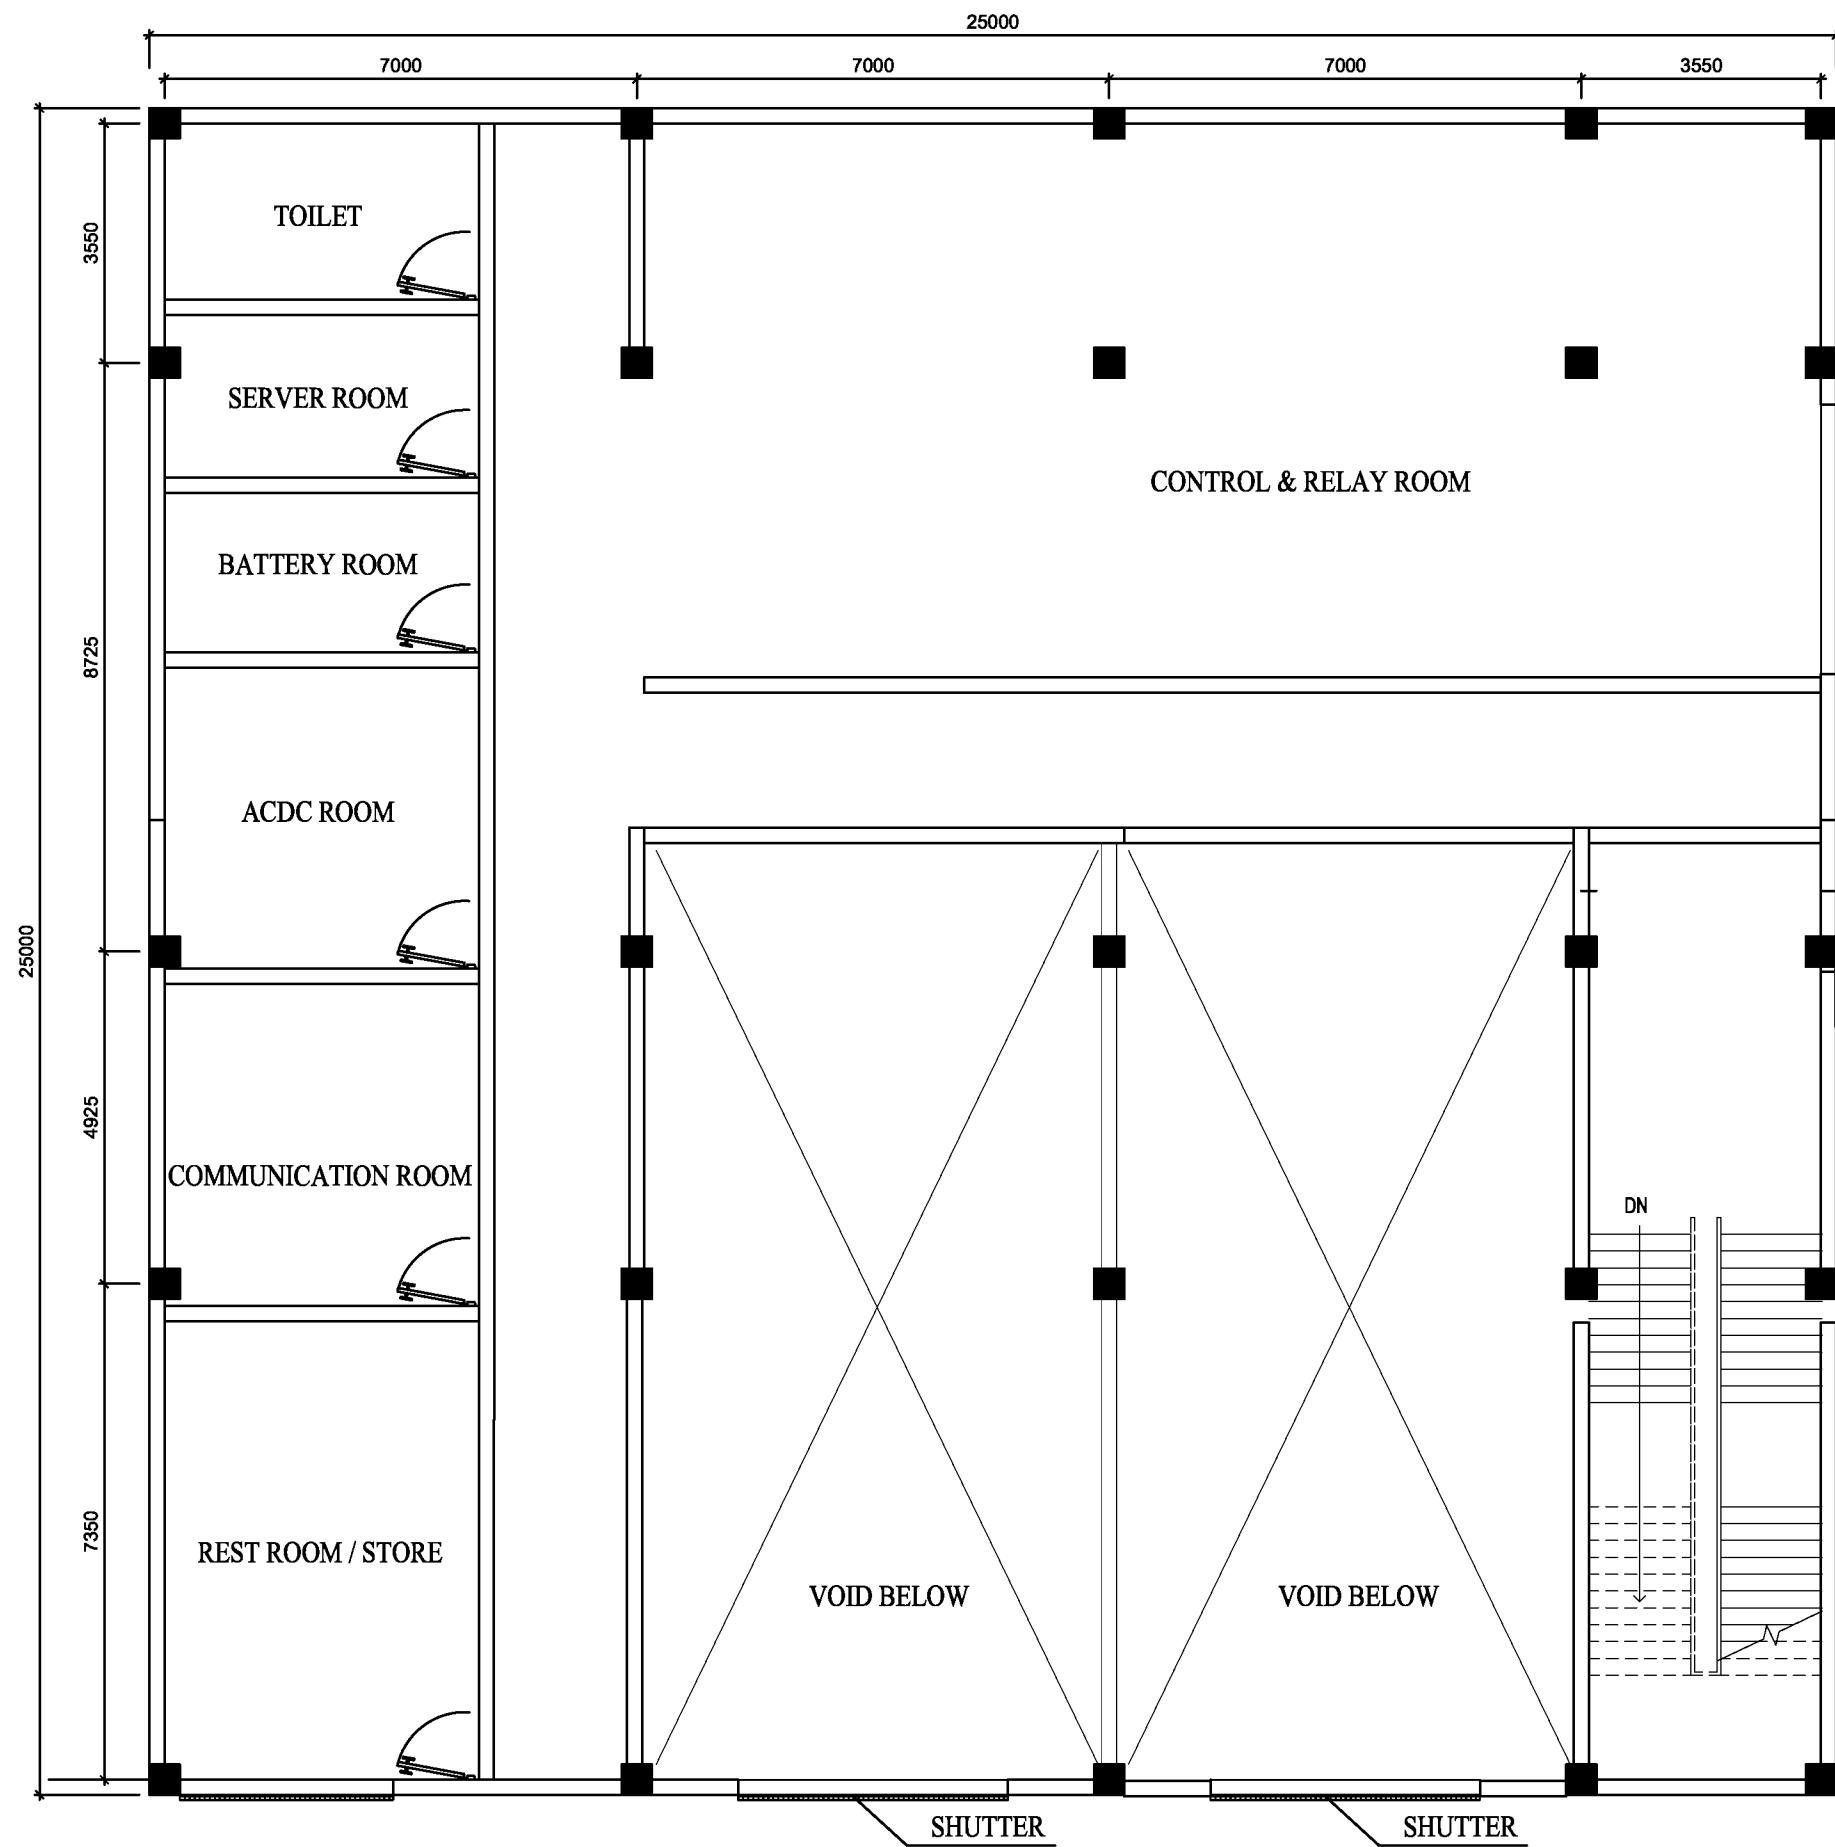 25000
7000
7000
7000
3550
TOILET
3550
SERVER ROOM
CONTROL & RELAY ROOM
BATTERY ROOM
8725
ACDC ROOM
25000
4925
COMMUNICATION ROOM
DN
7350
REST ROOM / STORE
VOID BELOW
VOID BELOW
SHUTTER
SHUTTER